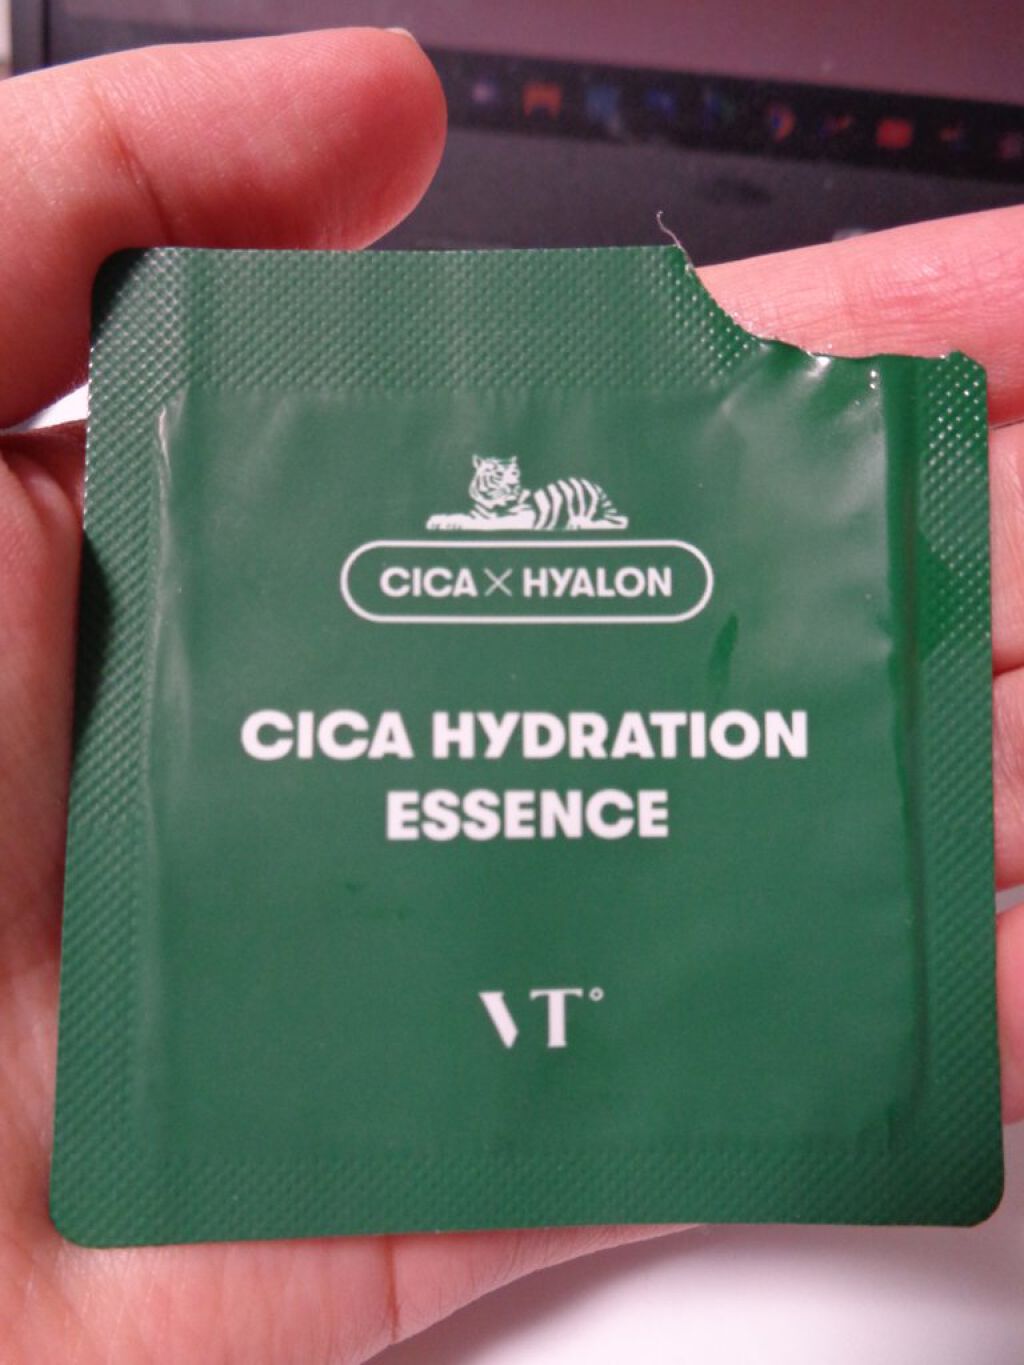 CICA × HYALON
CICA HYDRATION
ESSENCE
VT°